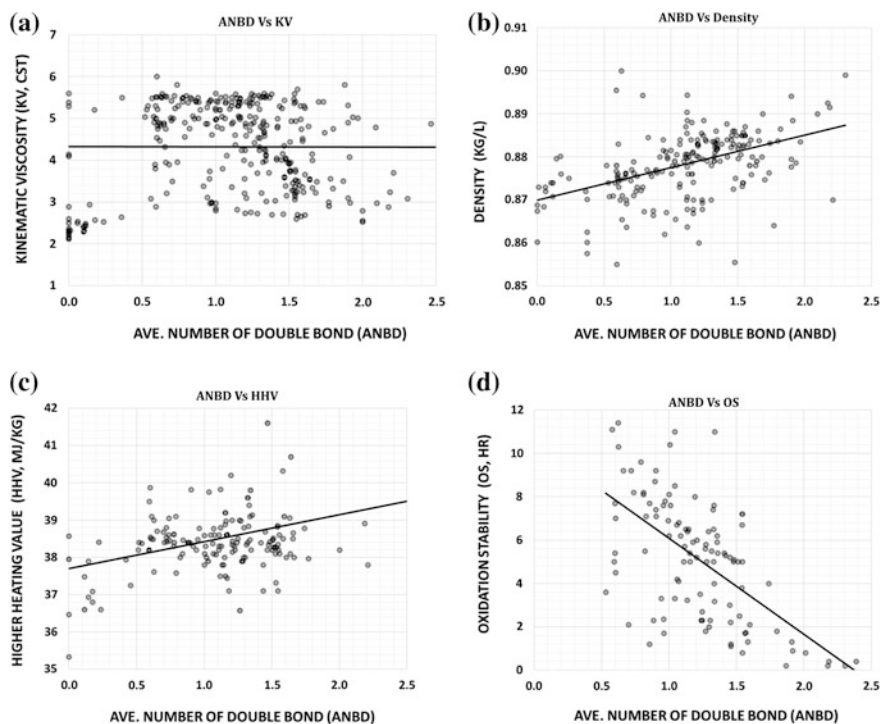 (a)
ANBD Vs KV
KINEMATIC VISCOSITY (KV, CST)
7
6
5
4
3
2
1
0.0 0.5 1.0 1.5 2.0 2.5
AVE. NUMBER OF DOUBLE BOND (ANBD)
(b)
ANBD Vs Density
DENSITY (KG/L)
0.91
0.90
0.89
0.88
0.87
0.86
0.85
0.0 0.5 1.0 1.5 2.0 2.5
AVE. NUMBER OF DOUBLE BOND (ANBD)
(c)
ANBD Vs HHV
HIGHER HEATING VALUE (HHV, MJ/KG)
42
41
40
39
38
37
36
35
0.0 0.5 1.0 1.5 2.0 2.5
AVE. NUMBER OF DOUBLE BOND (ANBD)
(d)
ANBD Vs OS
OXIDATION STABILITY (OS, HR)
12
10
8
6
4
2
0
0.0 0.5 1.0 1.5 2.0 2.5
AVE. NUMBER OF DOUBLE BOND (ANBD)